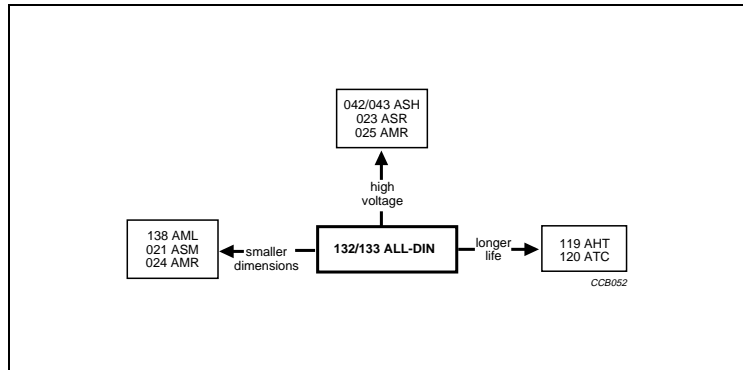 042/043 ASH
023 ASR
025 AMR
high
voltage
138 AML
021 ASM
024 AMR
smaller
dimensions
132/133 ALL-DIN
longer
life
119 AHT
120 ATC
CCB052